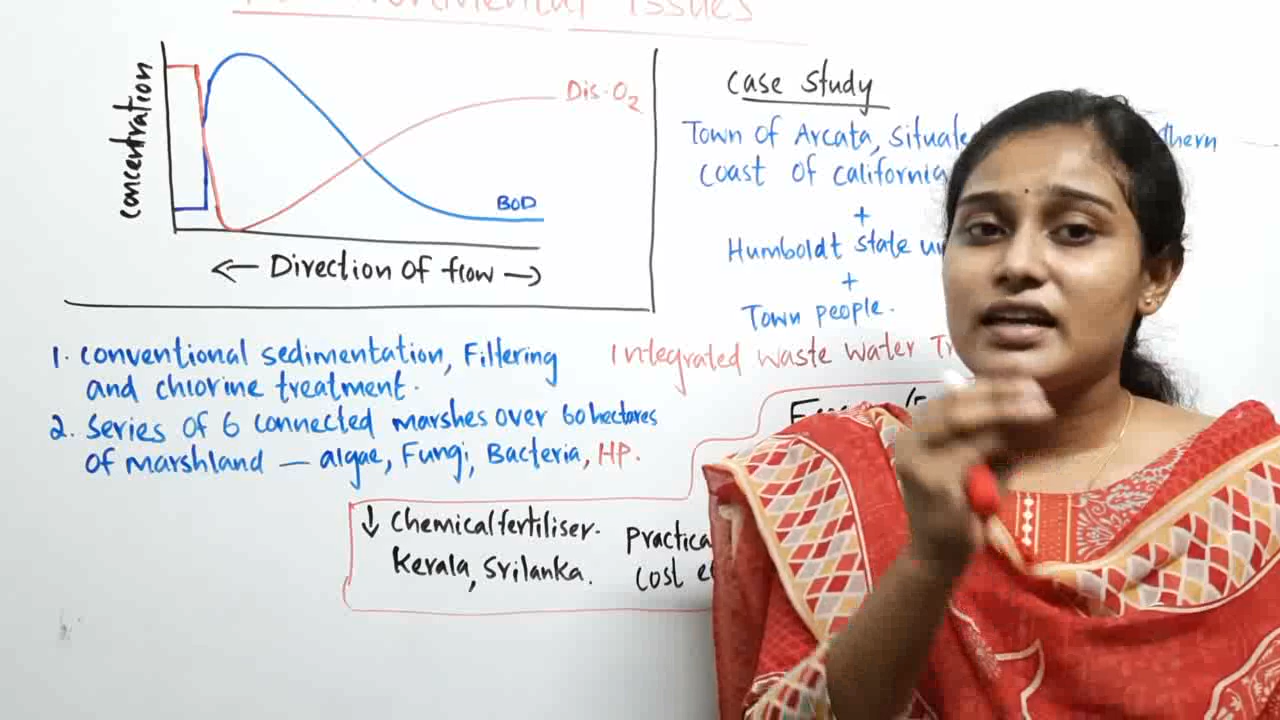 Issues
concentration
Dis-O2
BOD
<— Direction of flow —>
Case study
Town of Arcata, situate
coast of california
+
Humboldt state
+
Town people.
1. conventional sedimentation, Filtering
and chlorine treatment.
2. series of 6 connected marshes over 60 hectares
of marshland — algae, Fungi, Bacteria, HP.
Integrated waste water
↓ Chemical fertiliser.
Kerala, Srilanka.
cost